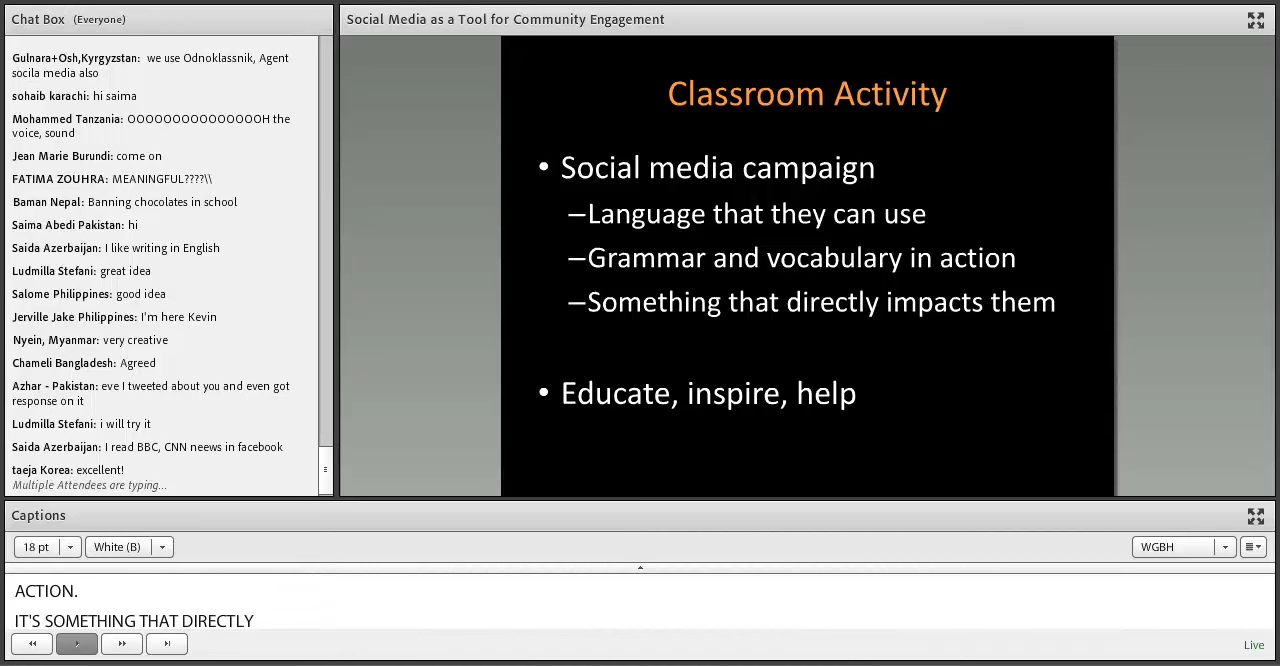 Chat Box (Everyone)
Gulnara+Osh,Kyrgyzstan: we use Odnoklassnik, Agent
socila media also
sohaib karachi: hi saima
Mohammed Tanzania: OOOOOOOOOOOOOOOH the
voice, sound
Jean Marie Burundi: come on
FATIMA ZOUHRA: MEANINGFUL????\\
Baman Nepal: Banning chocolates in school
Saima Abedi Pakistan: hi
Saida Azerbaijan: I like writing in English
Ludmilla Stefani: great idea
Salome Philippines: good idea
Jerville Jake Philippines: I'm here Kevin
Nyein, Myanmar: very creative
Chameli Bangladesh: Agreed
Azhar - Pakistan: eve I tweeted about you and even got
response on it
Ludmilla Stefani: i will try it
Saida Azerbaijan: I read BBC, CNN neews in facebook
taeja Korea: excellent!
Multiple Attendees are typing...
Social Media as a Tool for Community Engagement
Classroom Activity
• Social media campaign
–Language that they can use
–Grammar and vocabulary in action
–Something that directly impacts them
• Educate, inspire, help
Captions
18 pt
White (B)
WGBH
ACTION.
IT'S SOMETHING THAT DIRECTLY
Live